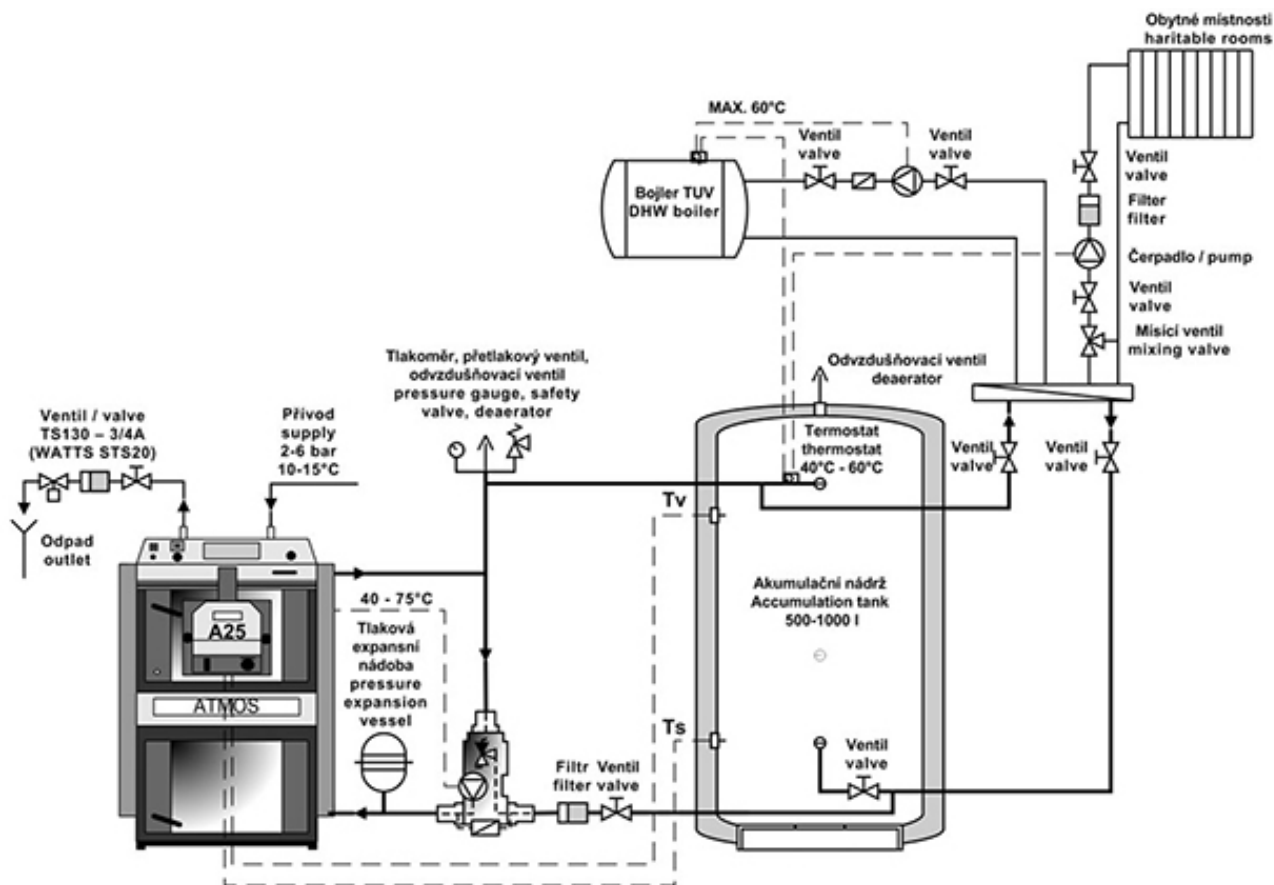 Obytné místnosti
haritable rooms
MAX. 60°C
Ventil
valve
Ventil
valve
Bojler TUV
DHW boiler
Ventil
valve
Filter
filter
Čerpadlo / pump
Ventil
valve
Mísící ventil
mixing valve
Tlakoměr, přetlakový ventil,
odvzdušňovací ventil
pressure gauge, safety
valve, deaerator
Odvzdušňovací ventil
deaerator
Ventil / valve
TS130 – 3/4A
(WATTS STS20)
Přívod
supply
2-6 bar
10-15°C
Termostat
thermostat
40°C - 60°C
Ventil
valve
Ventil
valve
Tv
Odpad
outlet
40 - 75°C
Tlaková
expansní
nádoba
pressure
expansion
vessel
A25
ATMOS
Akumulační nádrž
Accumulation tank
500-1000 l
Ts
Ventil
valve
Filtr Ventil
filter valve